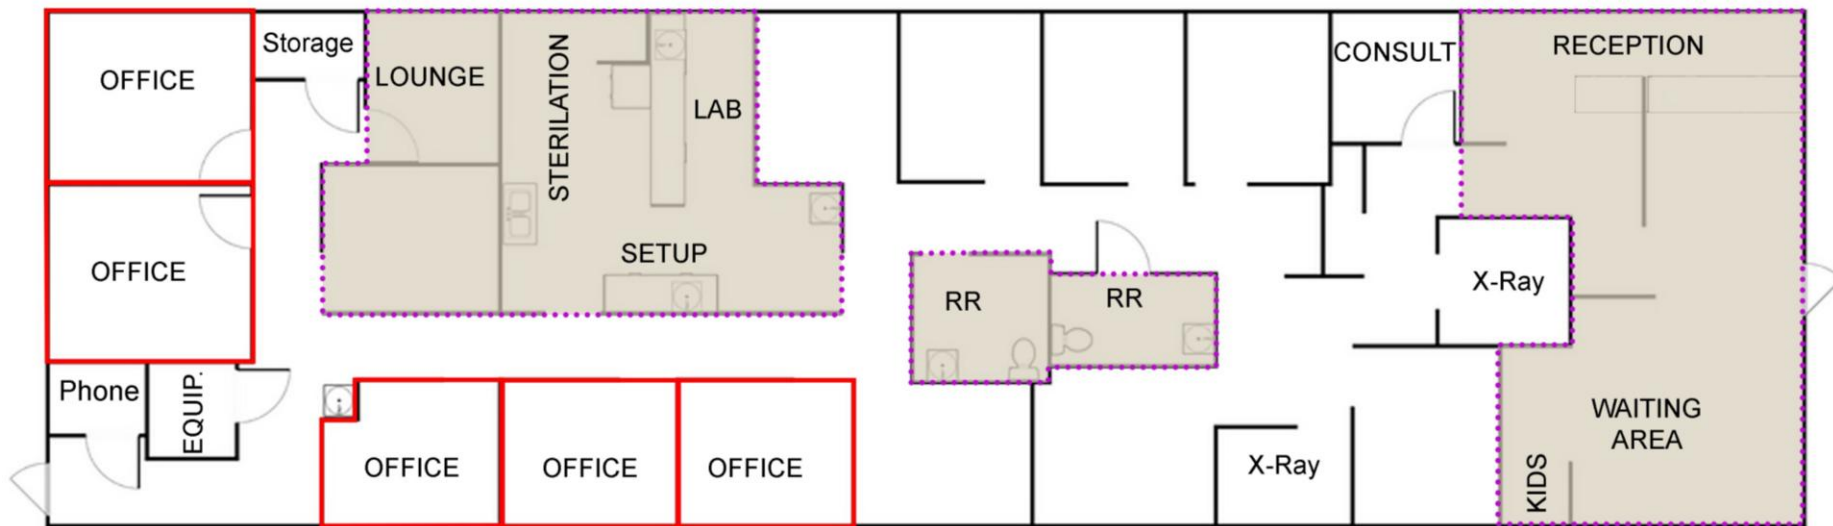 OFFICE
Storage
LOUNGE
STERILATION
LAB
CONSULT
RECEPTION
OFFICE
SETUP
RR
RR
X-Ray
Phone
EQUIP.
OFFICE
OFFICE
OFFICE
X-Ray
KIDS
WAITING
AREA